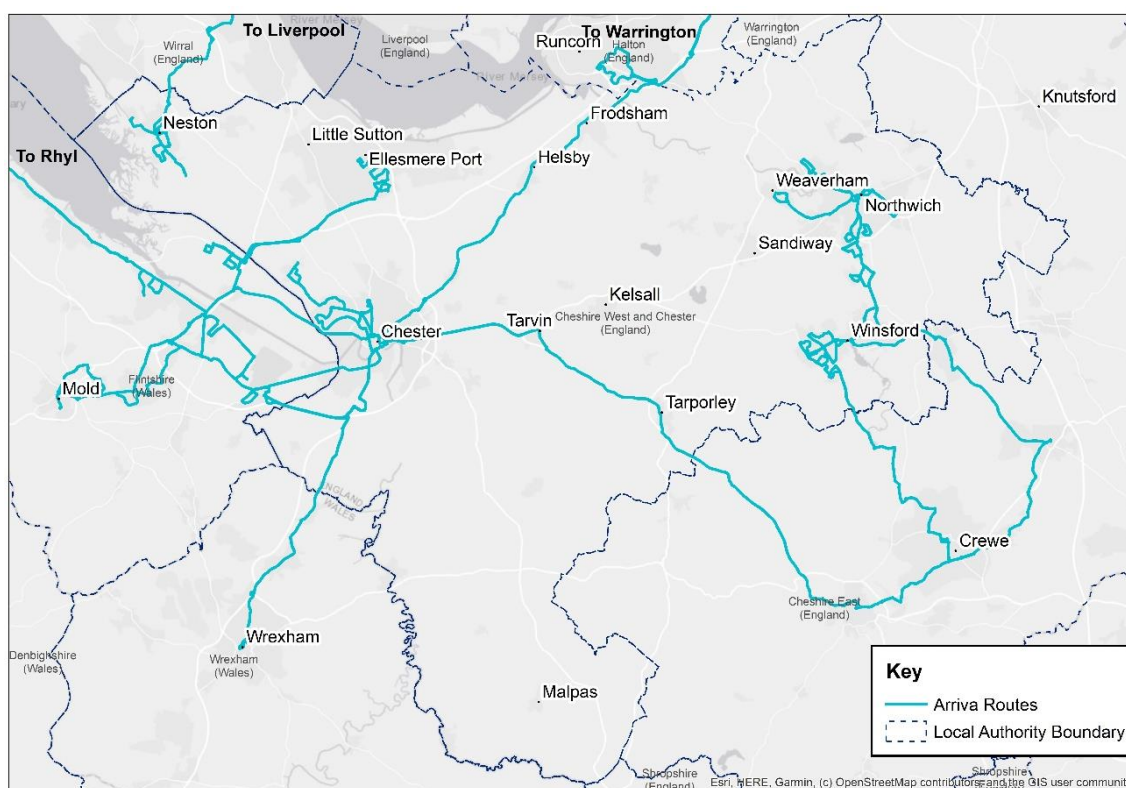 To Liverpool
To Warrington
Wirral
(England)
Liverpool
(England)
Runcorn
Halton
(England)
Warrington
(England)
River Mersey
River Mersey
Knutsford
Neston
Little Sutton
Frodsham
To Rhyl
Ellesmere Port
Helsby
Weaverham
Northwich
Sandiway
Kelsall
Cheshire West and Chester
(England)
Chester
Tarvin
Winsford
Flintshire
(Wales)
Mold
Tarporley
ENGLAND
WALES
Crewe
Cheshire East
(England)
Wrexham
Wrexham
(Wales)
Denbighshire
(Wales)
Malpas
Key
Arriva Routes
Local Authority Boundary
Shropshire
(England)
Shropshire
Esri, HERE, Garmin, (c) OpenStreetMap contributors, and the GIS user communit